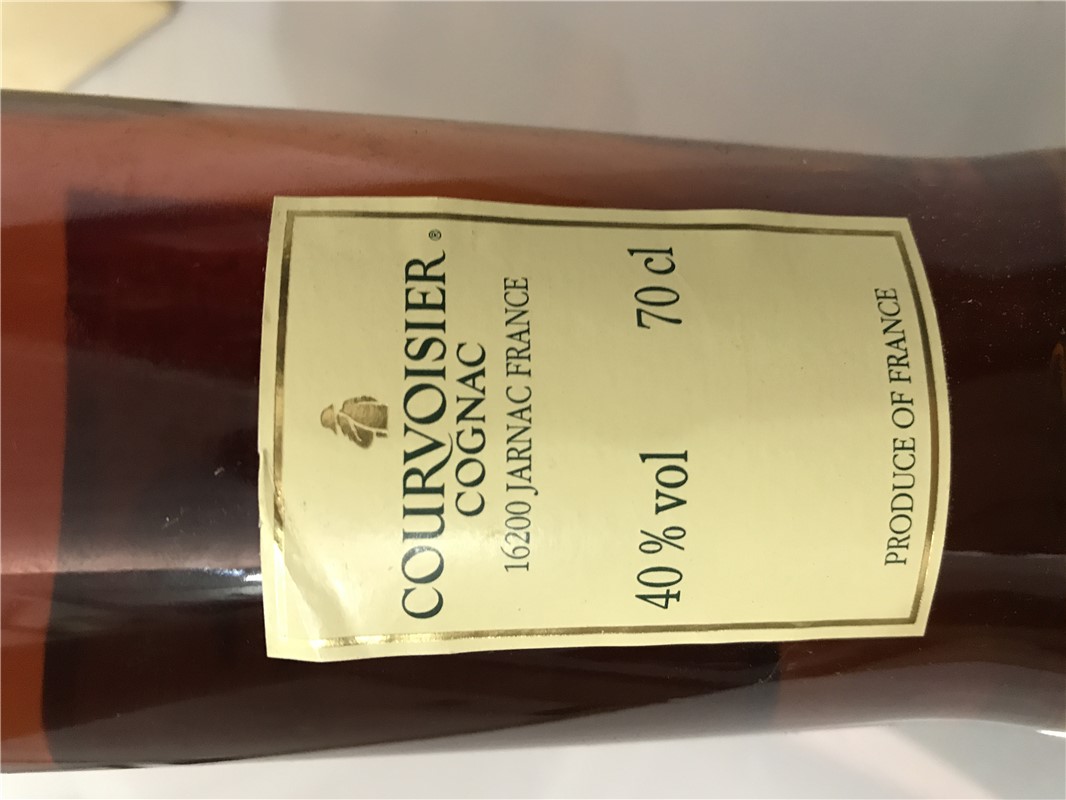 COURVOISIER®
COGNAC
16200 JARNAC FRANCE
40 % vol 70 cl
PRODUCE OF FRANCE